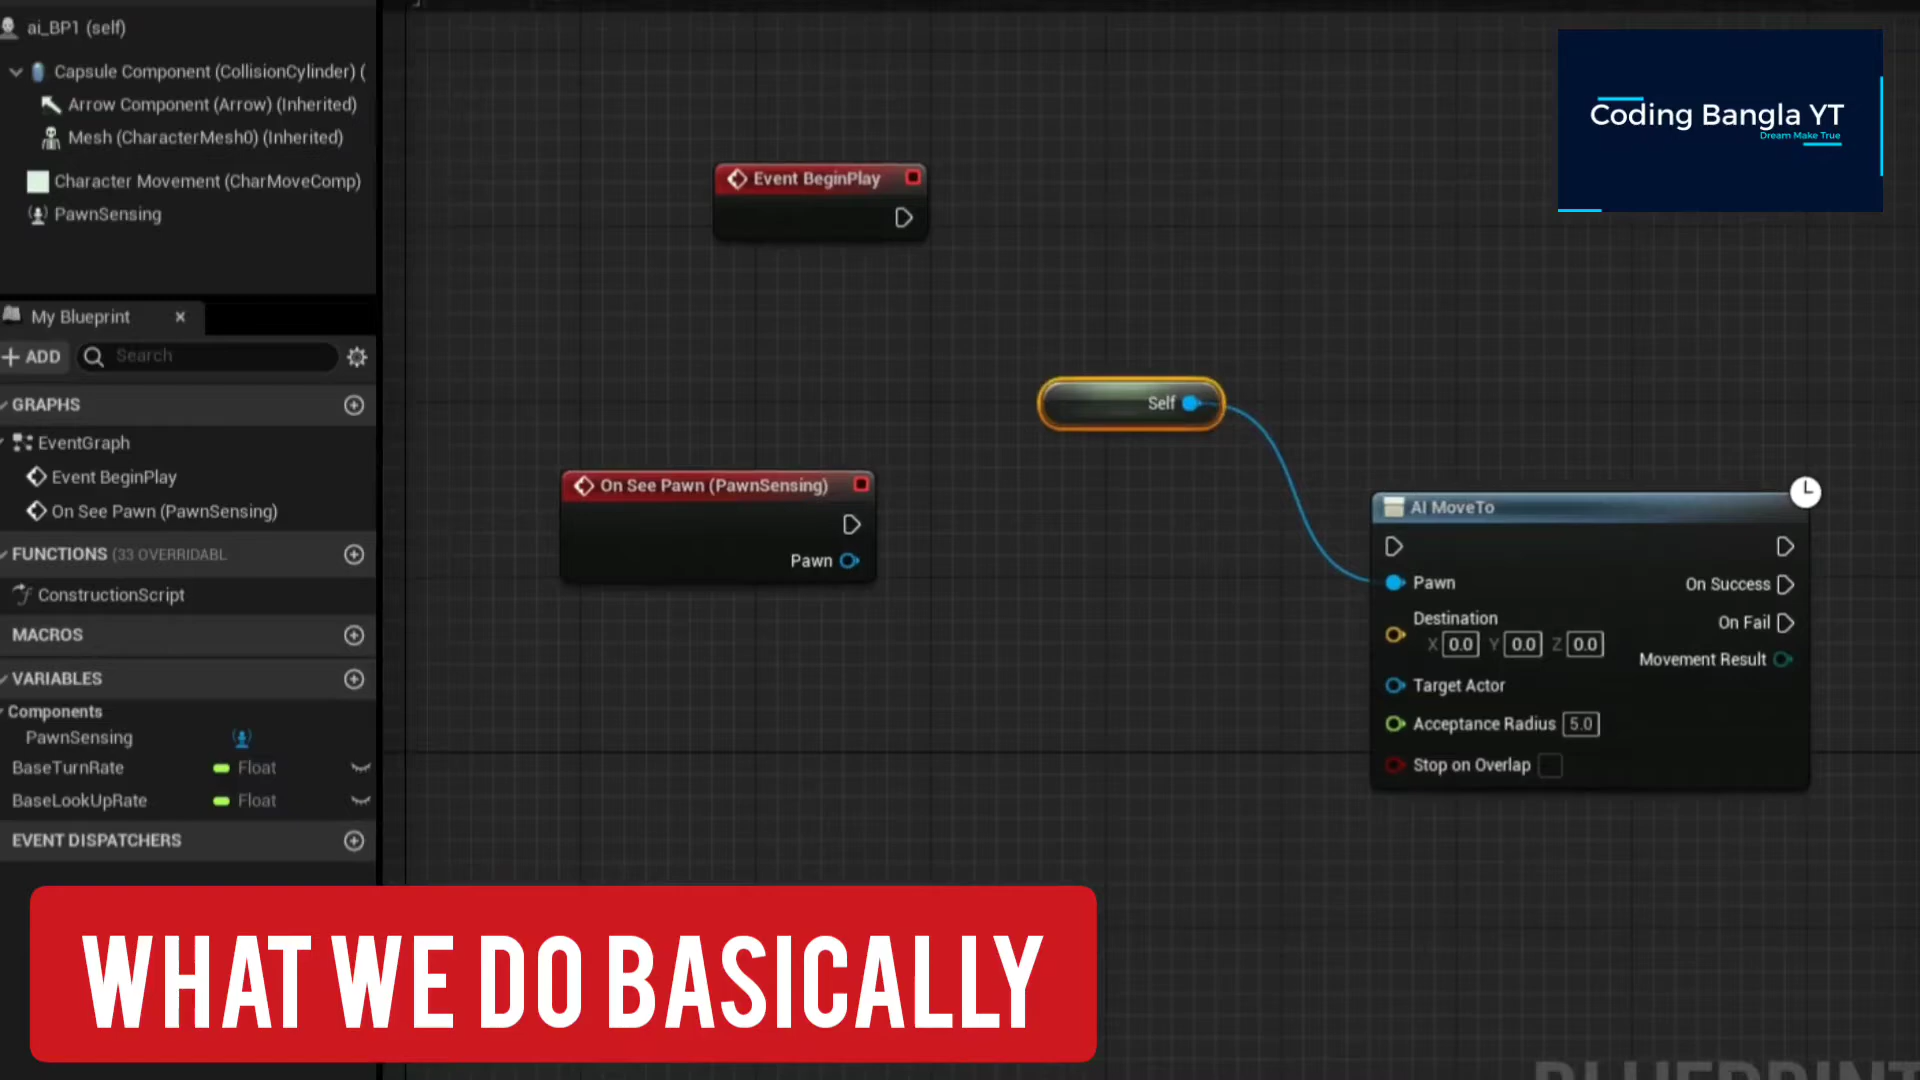 ai_BP1 (self)
Capsule Component (CollisionCylinder) (
Arrow Component (Arrow) (Inherited)
Mesh (CharacterMesh0) (Inherited)
Character Movement (CharMoveComp)
PawnSensing
My Blueprint
ADD
Search
GRAPHS
EventGraph
Event BeginPlay
On See Pawn (PawnSensing)
FUNCTIONS (33 OVERRIDABL
ConstructionScript
MACROS
VARIABLES
Components
PawnSensing
BaseTurnRate Float
BaseLookUpRate Float
EVENT DISPATCHERS
Event BeginPlay
Self
On See Pawn (PawnSensing)
Pawn
AI MoveTo
Pawn
On Success
Destination
X 0.0 Y 0.0 Z 0.0
On Fail
Movement Result
Target Actor
Acceptance Radius 5.0
Stop on Overlap
Coding Bangla YT
Dream Make True
WHAT WE DO BASICALLY